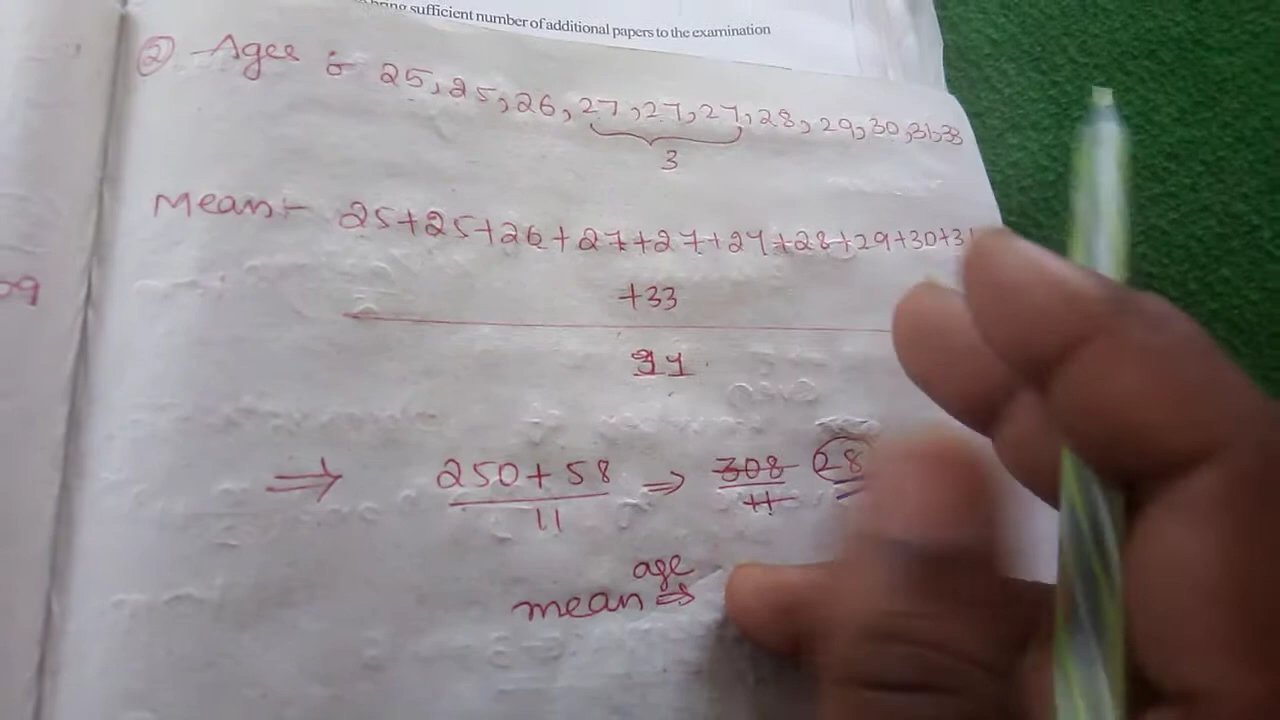 bring sufficient number of additional papers to the examination
② Ages :- 25, 25, 26, 27, 27, 27, 28, 29, 30, 31, 33
3
Mean :- 25+25+26+27+27+27+28+29+30+31
+33
11
⇒ 250+58 ⇒ 308 28
11 11
age
mean ⇒
09